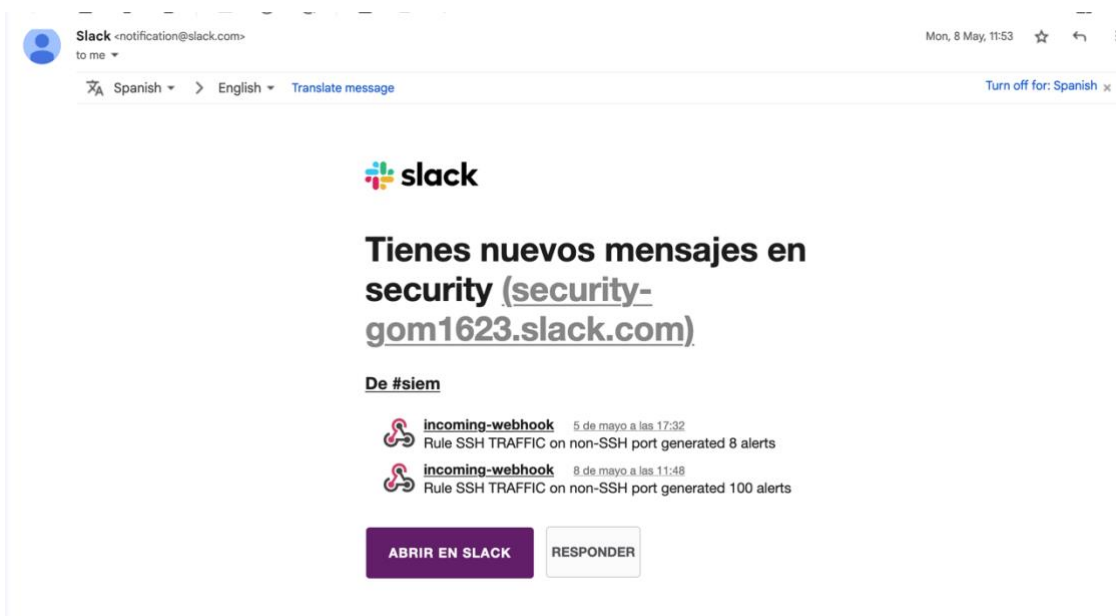 Slack <notification@slack.com>
Mon, 8 May, 11:53
to me
Spanish > English Translate message
Turn off for: Spanish x
slack
Tienes nuevos mensajes en
security (security-
gom1623.slack.com)
De #siem
incoming-webhook 5 de mayo a las 17:32
Rule SSH TRAFFIC on non-SSH port generated 8 alerts
incoming-webhook 8 de mayo a las 11:48
Rule SSH TRAFFIC on non-SSH port generated 100 alerts
ABRIR EN SLACK
RESPONDER